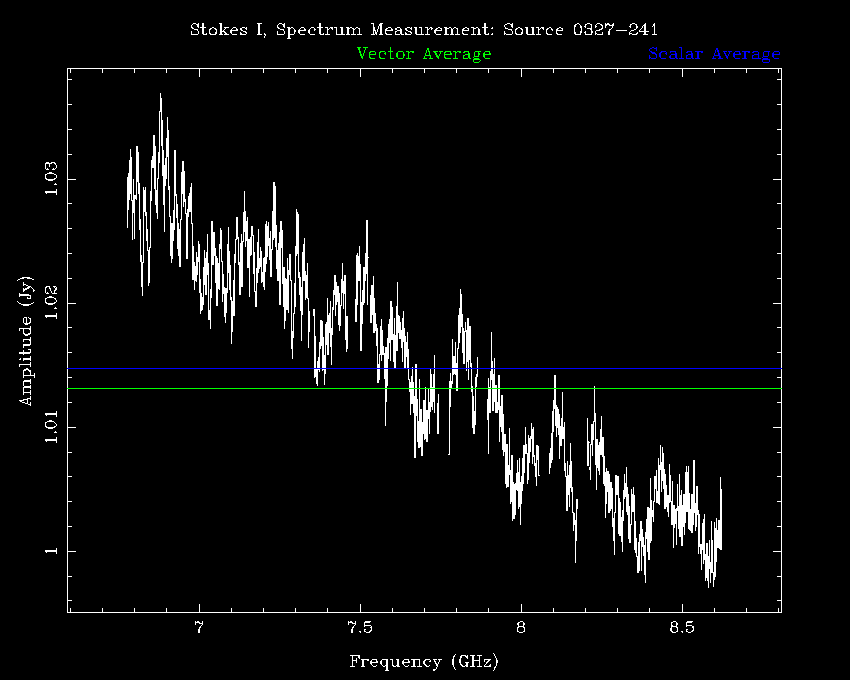 Stokes I, Spectrum Measurement: Source 0327-241
Vector Average
Scalar Average
1.03
1.02
1.01
1
Amplitude (Jy)
7 7.5 8 8.5
Frequency (GHz)